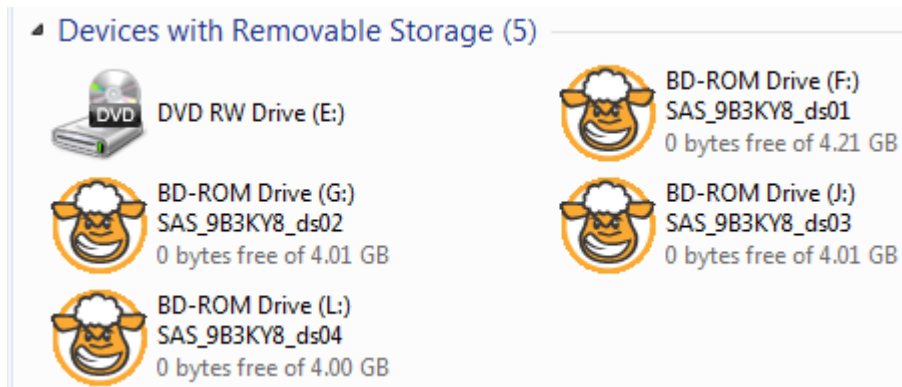 Devices with Removable Storage (5)
DVD
DVD RW Drive (E:)
BD-ROM Drive (F:)
SAS_9B3KY8_ds01
0 bytes free of 4.21 GB
BD-ROM Drive (G:)
SAS_9B3KY8_ds02
0 bytes free of 4.01 GB
BD-ROM Drive (J:)
SAS_9B3KY8_ds03
0 bytes free of 4.01 GB
BD-ROM Drive (L:)
SAS_9B3KY8_ds04
0 bytes free of 4.00 GB